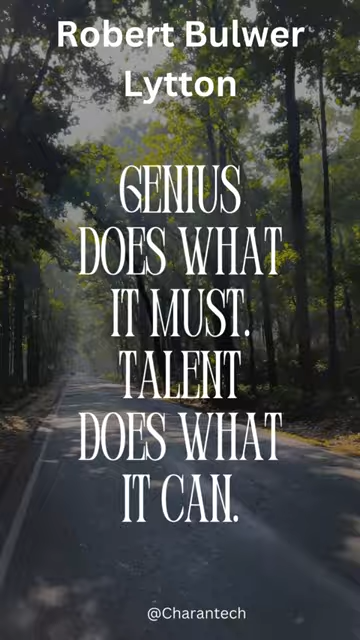 Robert Bulwer
Lytton
GENIUS
DOES WHAT
IT MUST.
TALENT
DOES WHAT
IT CAN.
@Charantech